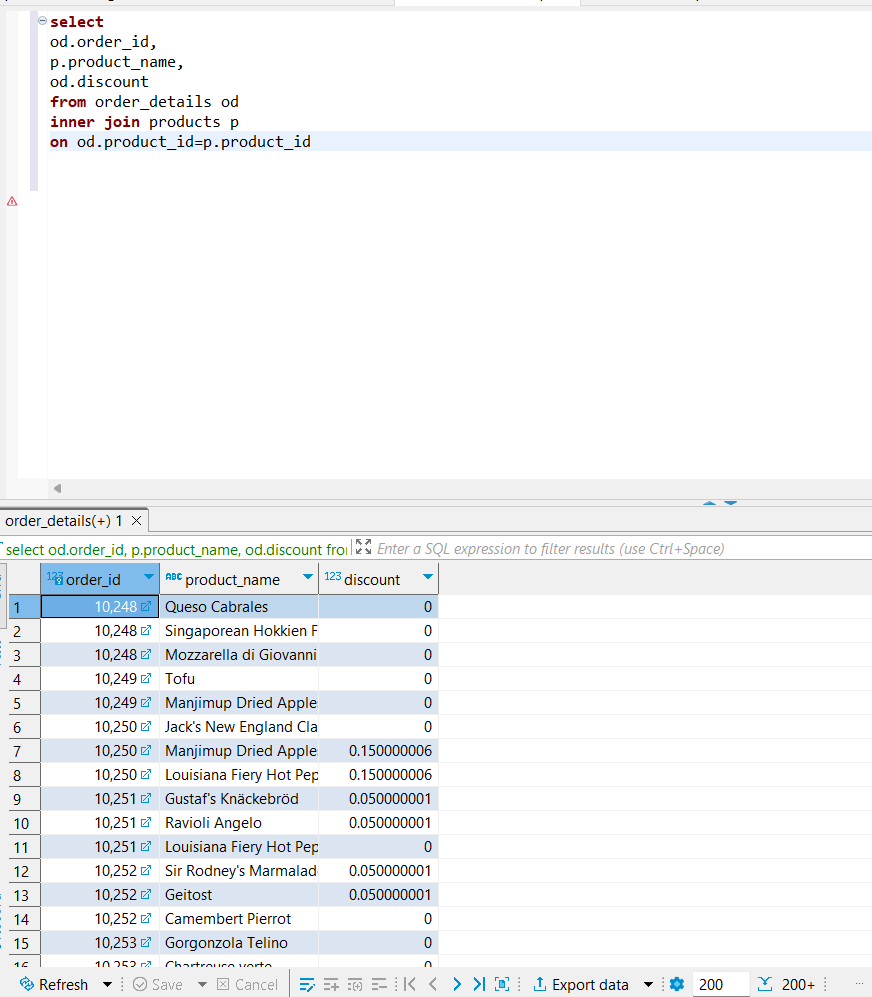 select
od.order_id,
p.product_name,
od.discount
from order_details od
inner join products p
on od.product_id=p.product_id
order_details(+) 1
select od.order_id, p.product_name, od.discount
Enter a SQL expression to filter results (use Ctrl+Space)
123 order_id ABC product_name 123 discount
1 10,248 Queso Cabrales 0
2 10,248 Singaporean Hokkien F 0
3 10,248 Mozzarella di Giovanni 0
4 10,249 Tofu 0
5 10,249 Manjimup Dried Apple 0
6 10,250 Jack's New England Cla 0
7 10,250 Manjimup Dried Apple 0.150000006
8 10,250 Louisiana Fiery Hot Pep 0.150000006
9 10,251 Gustaf's Knäckebröd 0.050000001
10 10,251 Ravioli Angelo 0.050000001
11 10,251 Louisiana Fiery Hot Pep 0
12 10,252 Sir Rodney's Marmalad 0.050000001
13 10,252 Geitost 0.050000001
14 10,252 Camembert Pierrot 0
15 10,253 Gorgonzola Telino 0
16 10,253 Chartreuse verte 0
Refresh Save Cancel Export data 200 200+ ...